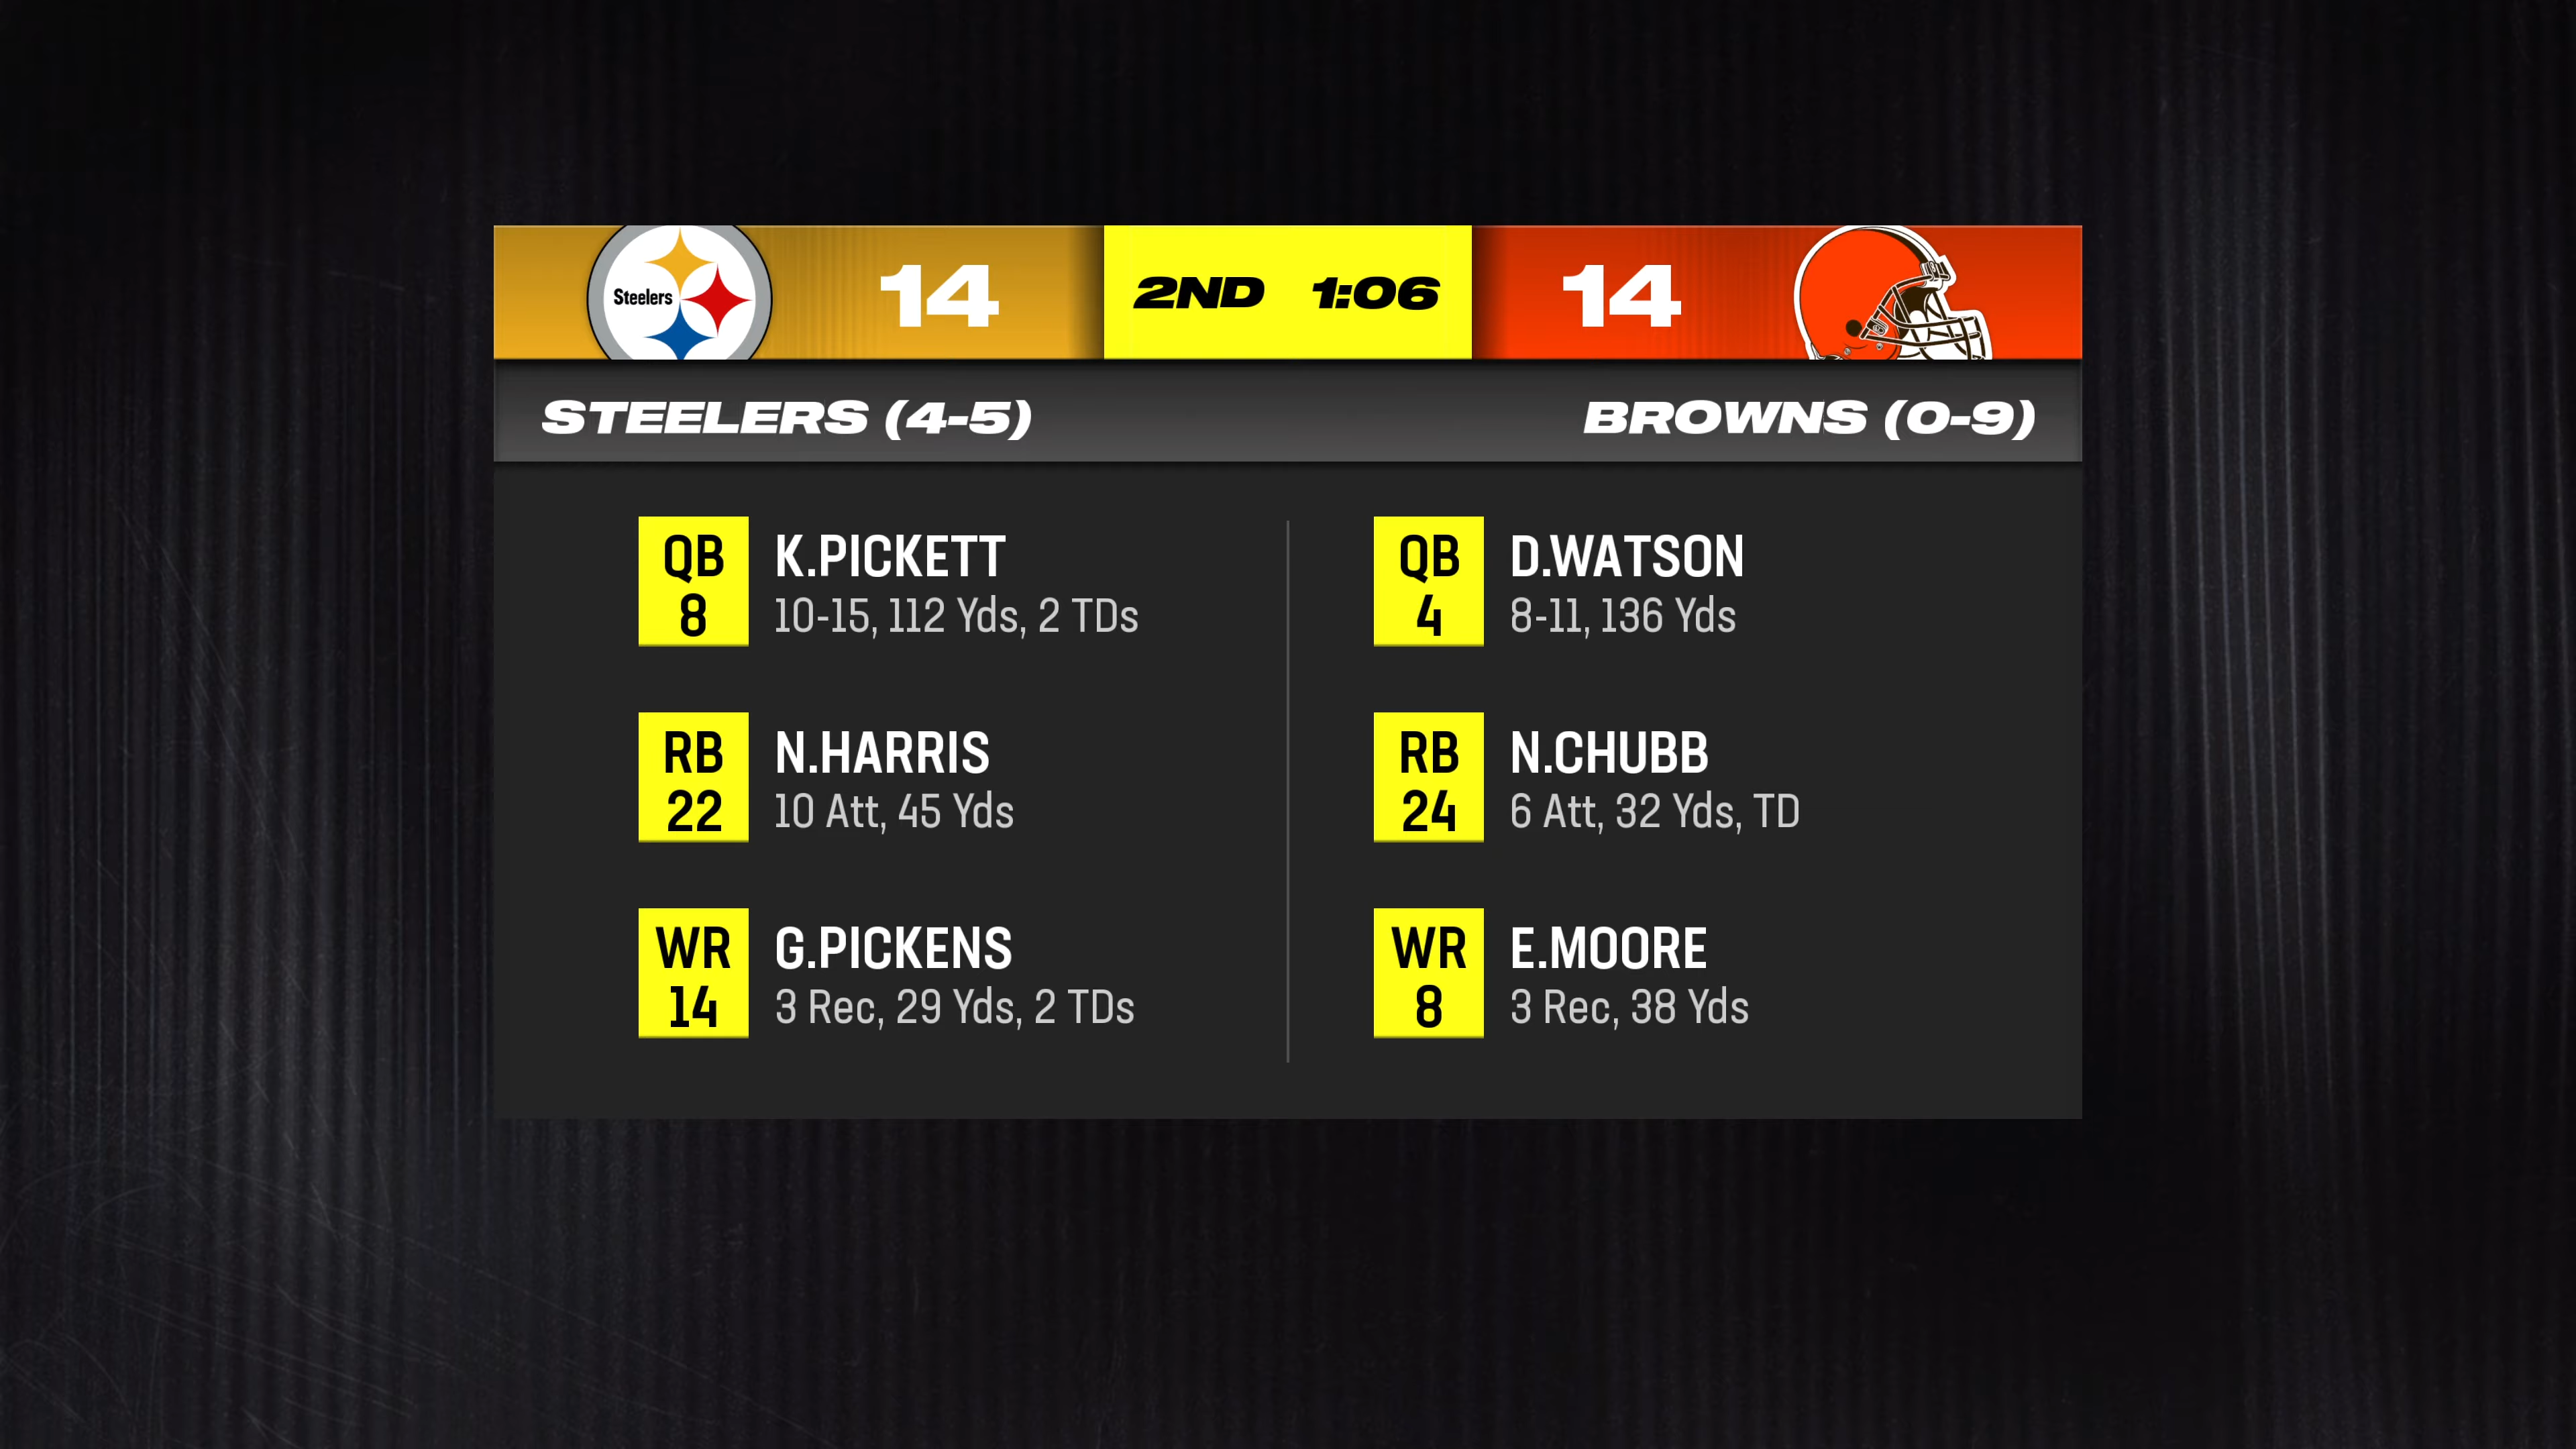 Steelers
14
2ND 1:06
14
STEELERS (4-5)
BROWNS (0-9)
QB
8
K.PICKETT
10-15, 112 Yds, 2 TDs
RB
22
N.HARRIS
10 Att, 45 Yds
WR
14
G.PICKENS
3 Rec, 29 Yds, 2 TDs
QB
4
D.WATSON
8-11, 136 Yds
RB
24
N.CHUBB
6 Att, 32 Yds, TD
WR
8
E.MOORE
3 Rec, 38 Yds